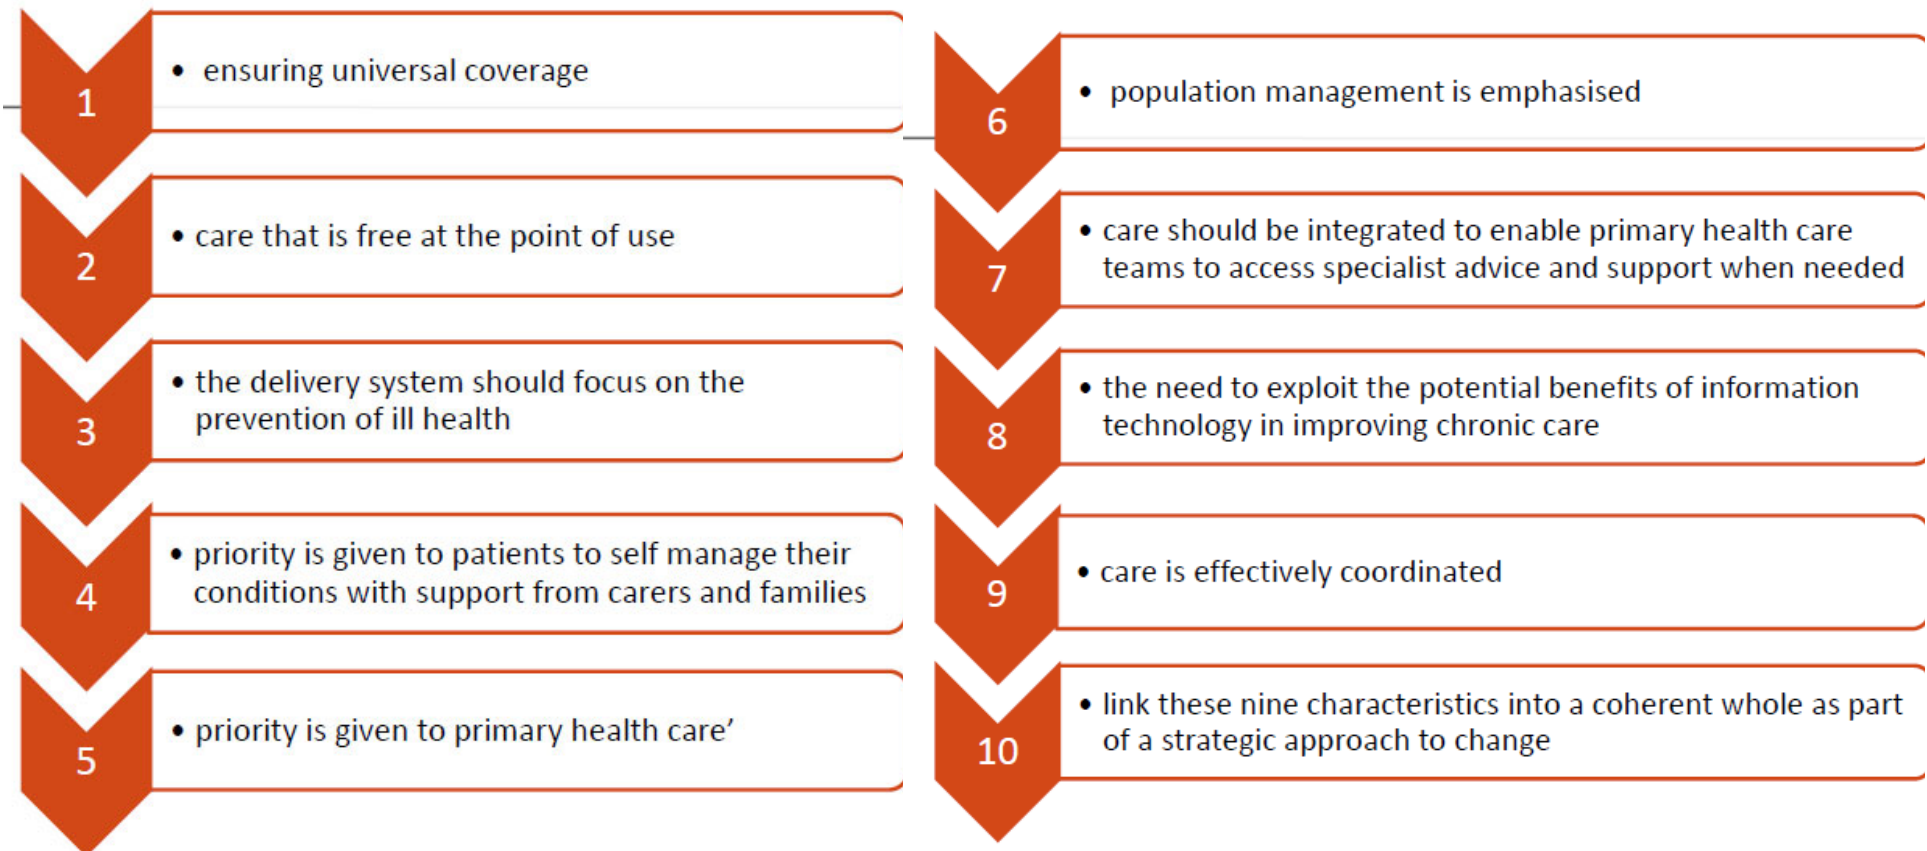 1
• ensuring universal coverage
2
• care that is free at the point of use
3
• the delivery system should focus on the
prevention of ill health
4
• priority is given to patients to self manage their
conditions with support from carers and families
5
• priority is given to primary health care’
6
• population management is emphasised
7
• care should be integrated to enable primary health care
teams to access specialist advice and support when needed
8
• the need to exploit the potential benefits of information
technology in improving chronic care
9
• care is effectively coordinated
10
• link these nine characteristics into a coherent whole as part
of a strategic approach to change